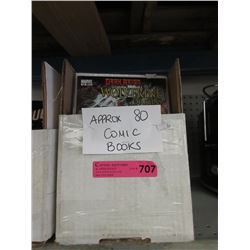 DARK REIGN
WOLVERINE
APPROX 80
COMIC
BOOKS
707